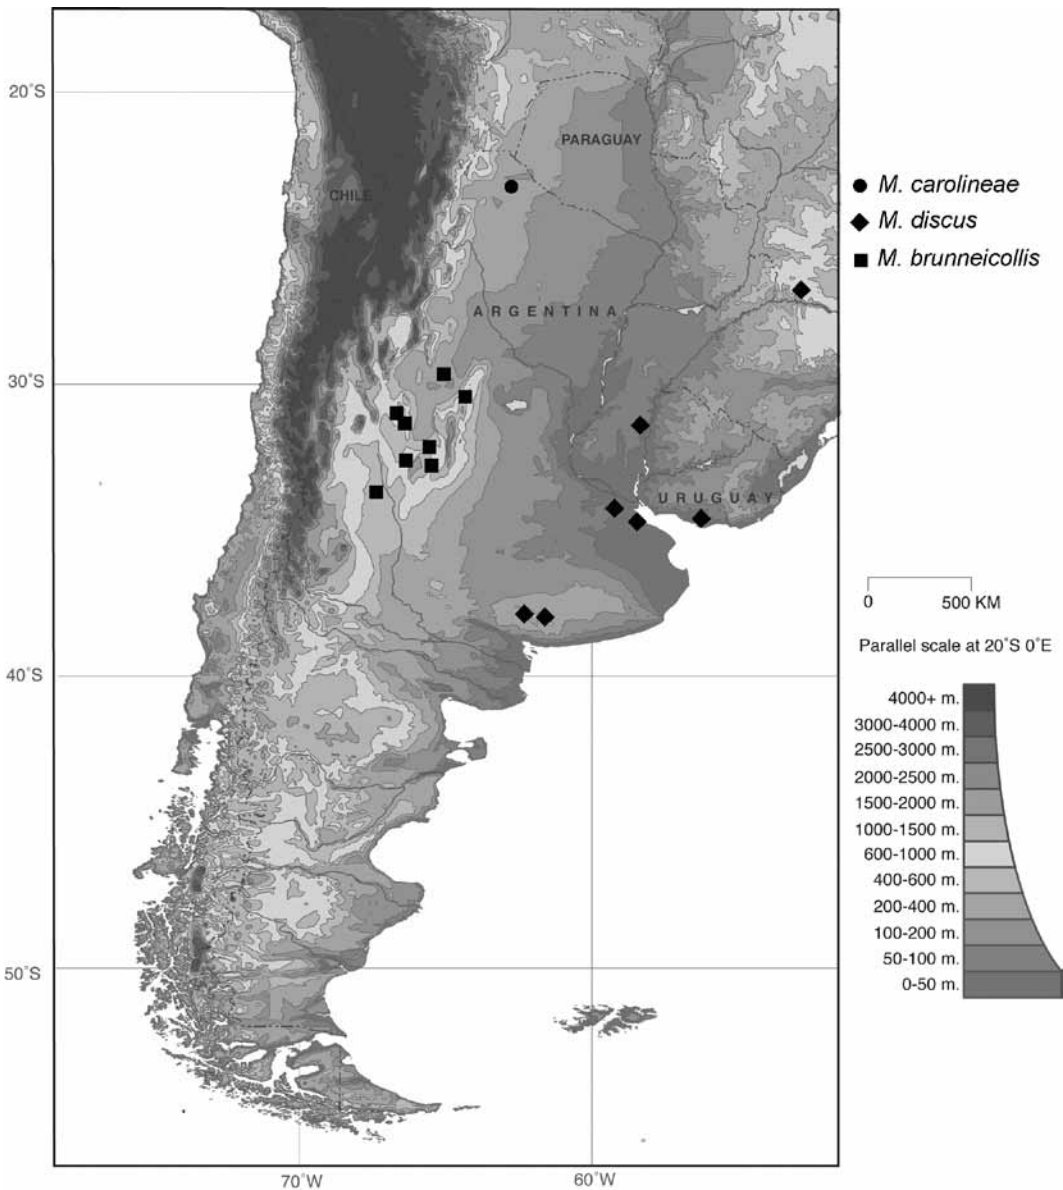 20°S
PARAGUAY
CHILE
M. carolineae
M. discus
M. brunneicollis
ARGENTINA
30°S
URUGUAY
0 500 KM
Parallel scale at 20°S 0°E
40°S
4000+ m.
3000-4000 m.
2500-3000 m.
2000-2500 m.
1500-2000 m.
1000-1500 m.
600-1000 m.
400-600 m.
200-400 m.
100-200 m.
50-100 m.
0-50 m.
50°S
70°W
60°W